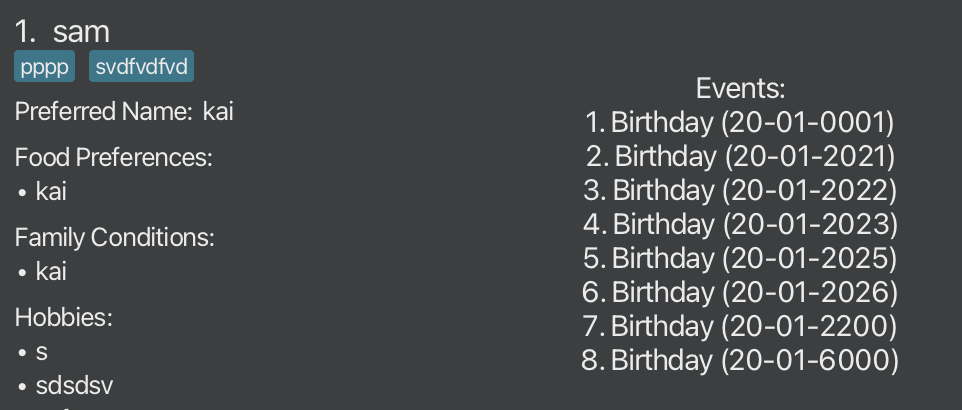 1. sam
pppp svdfvdfvd
Preferred Name: kai
Food Preferences:
• kai
Family Conditions:
• kai
Hobbies:
• s
• sdsdsv
Events:
1. Birthday (20-01-0001)
2. Birthday (20-01-2021)
3. Birthday (20-01-2022)
4. Birthday (20-01-2023)
5. Birthday (20-01-2025)
6. Birthday (20-01-2026)
7. Birthday (20-01-2200)
8. Birthday (20-01-6000)